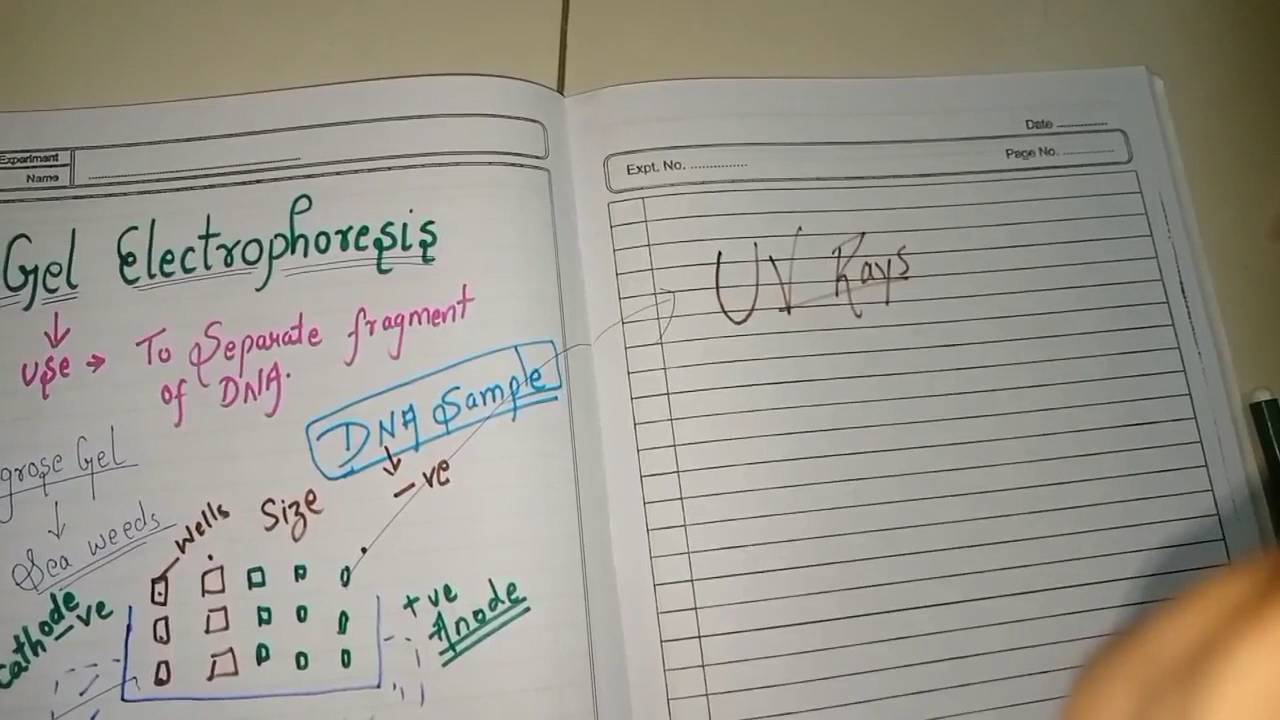 Experiment
Name
Gel Electrophoresis
use → To Separate fragment
of DNA.
DNA Sample
-ve
grose Gel
Sea weeds
Wells
Size
Cathode
-ve
+ve
Anode
Date
Expt. No.
Page No.
UV Rays